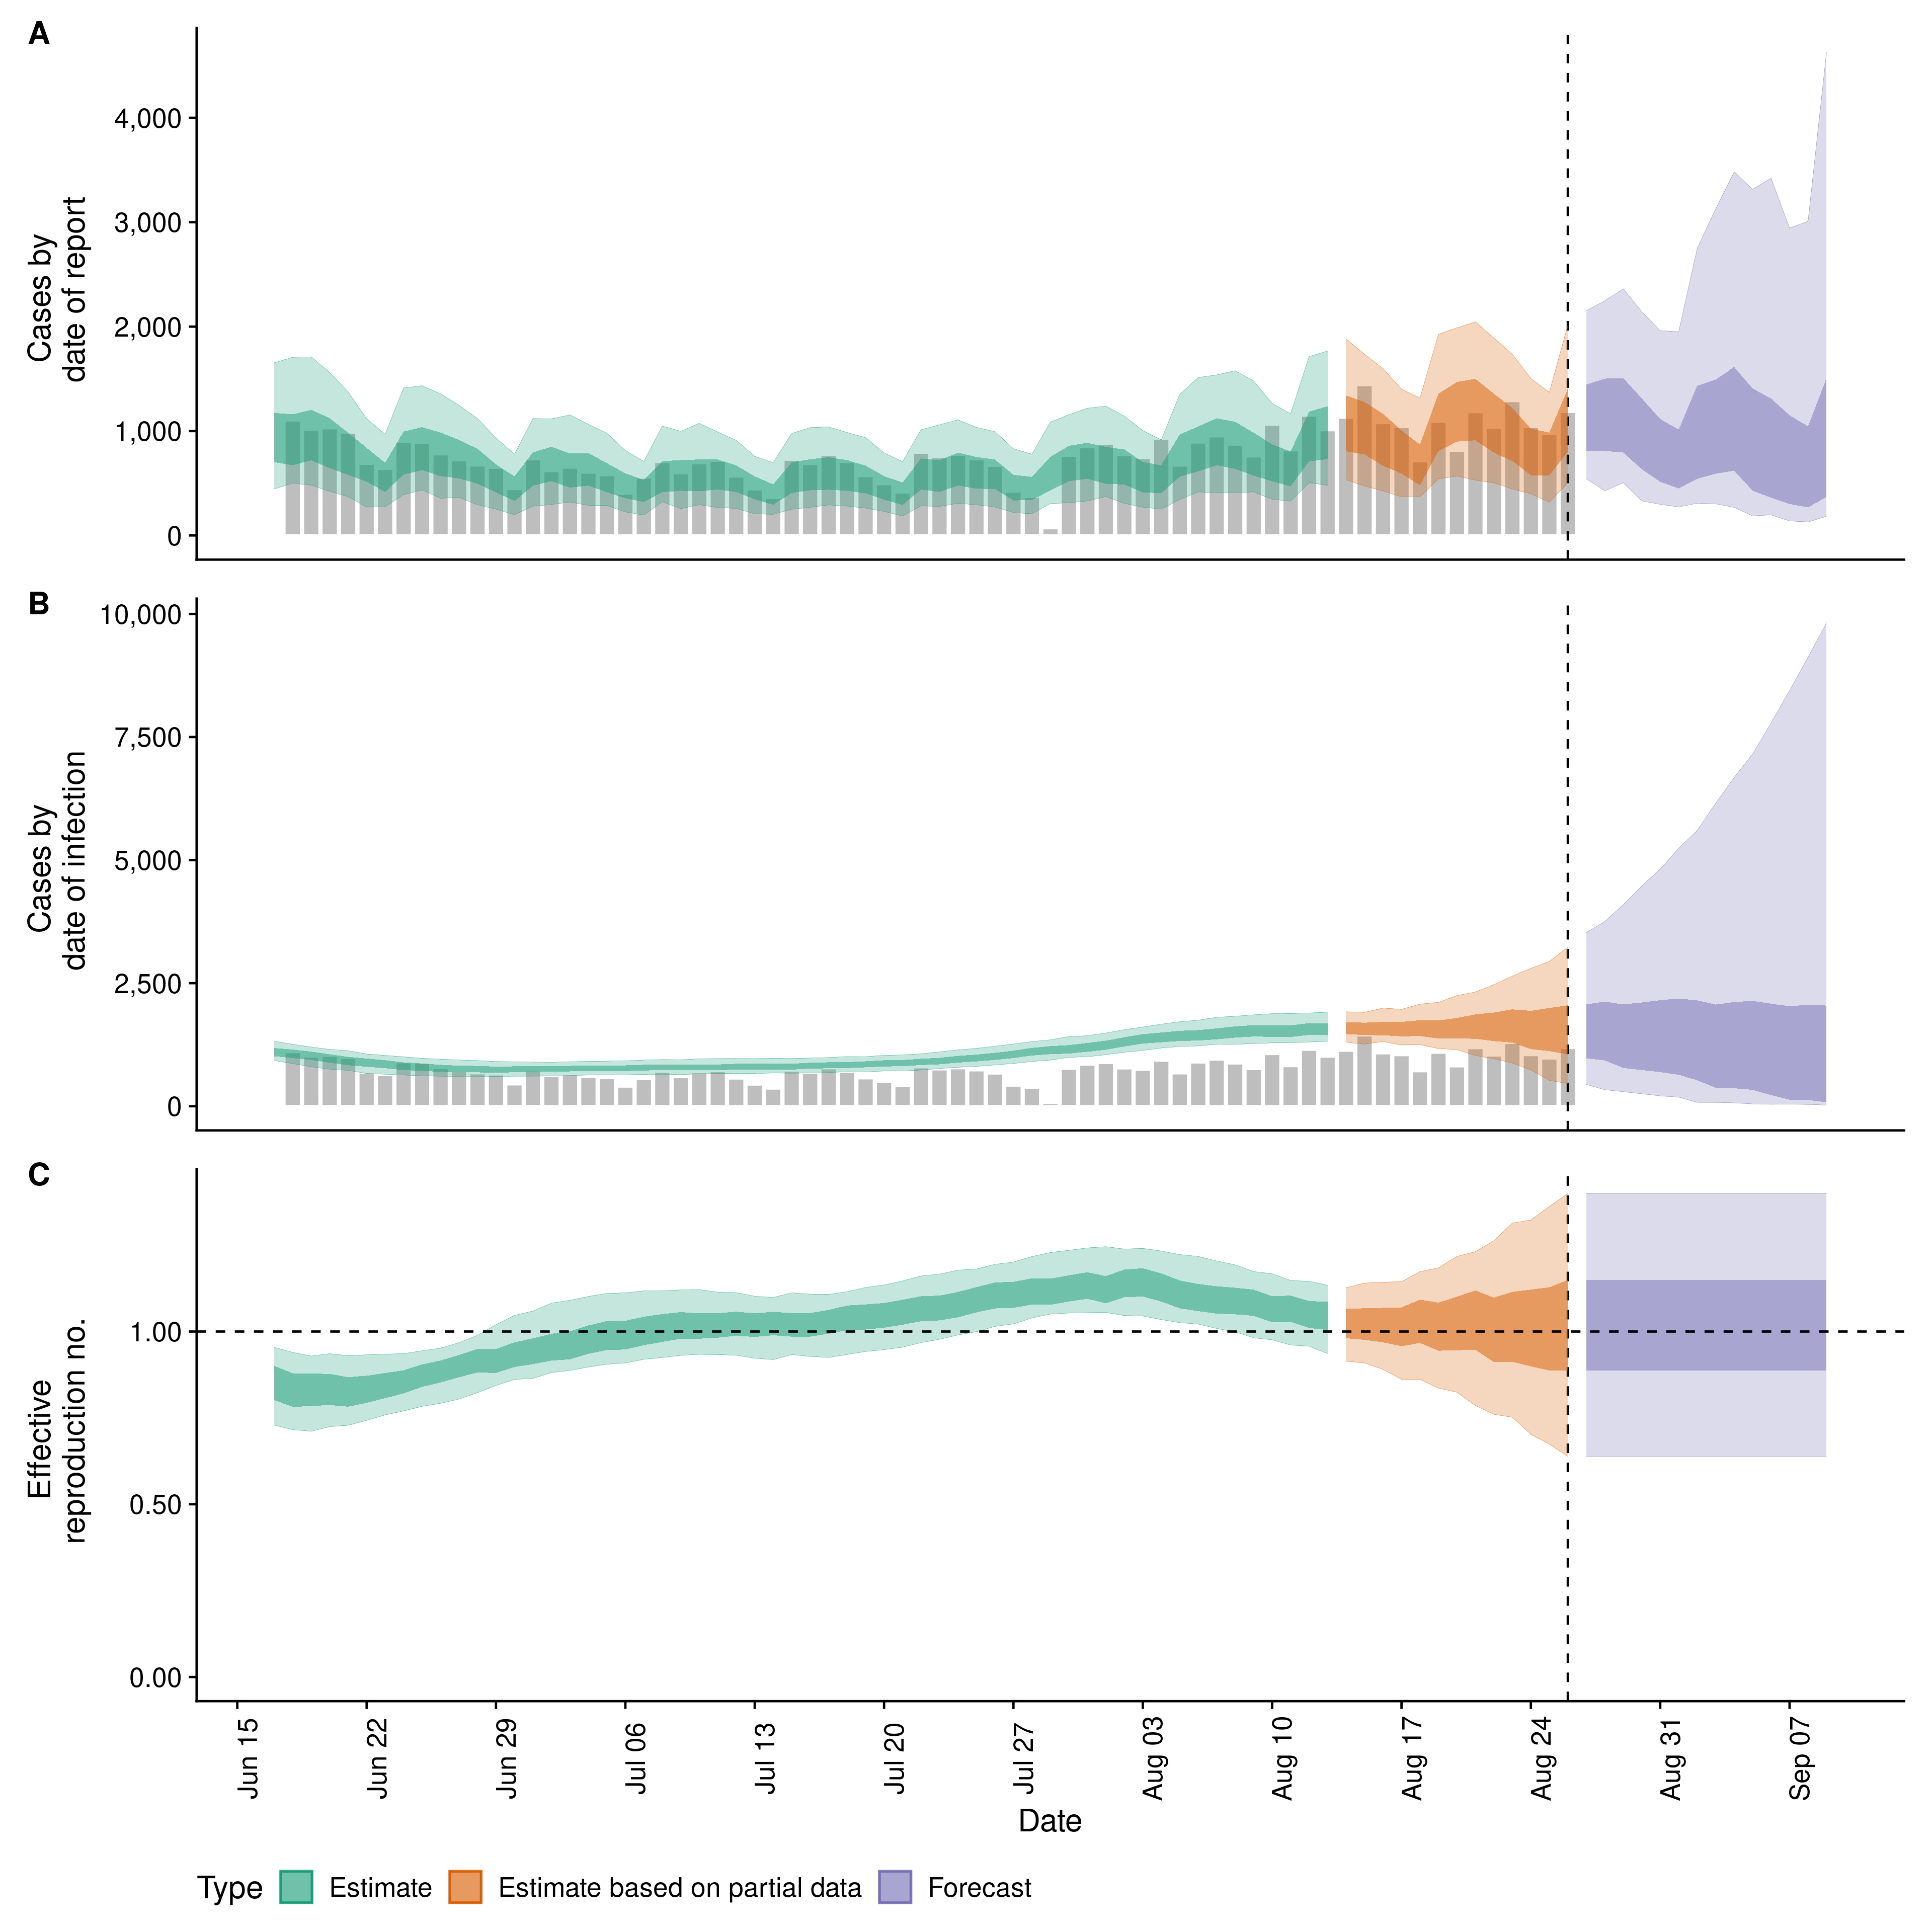 A
Cases by
date of report
4,000
3,000
2,000
1,000
0
B
Cases by
date of infection
10,000
7,500
5,000
2,500
0
C
Effective
reproduction no.
1.00
0.50
0.00
Jun 15
Jun 22
Jun 29
Jul 06
Jul 13
Jul 20
Jul 27
Aug 03
Aug 10
Aug 17
Aug 24
Aug 31
Sep 07
Date
Type Estimate Estimate based on partial data Forecast